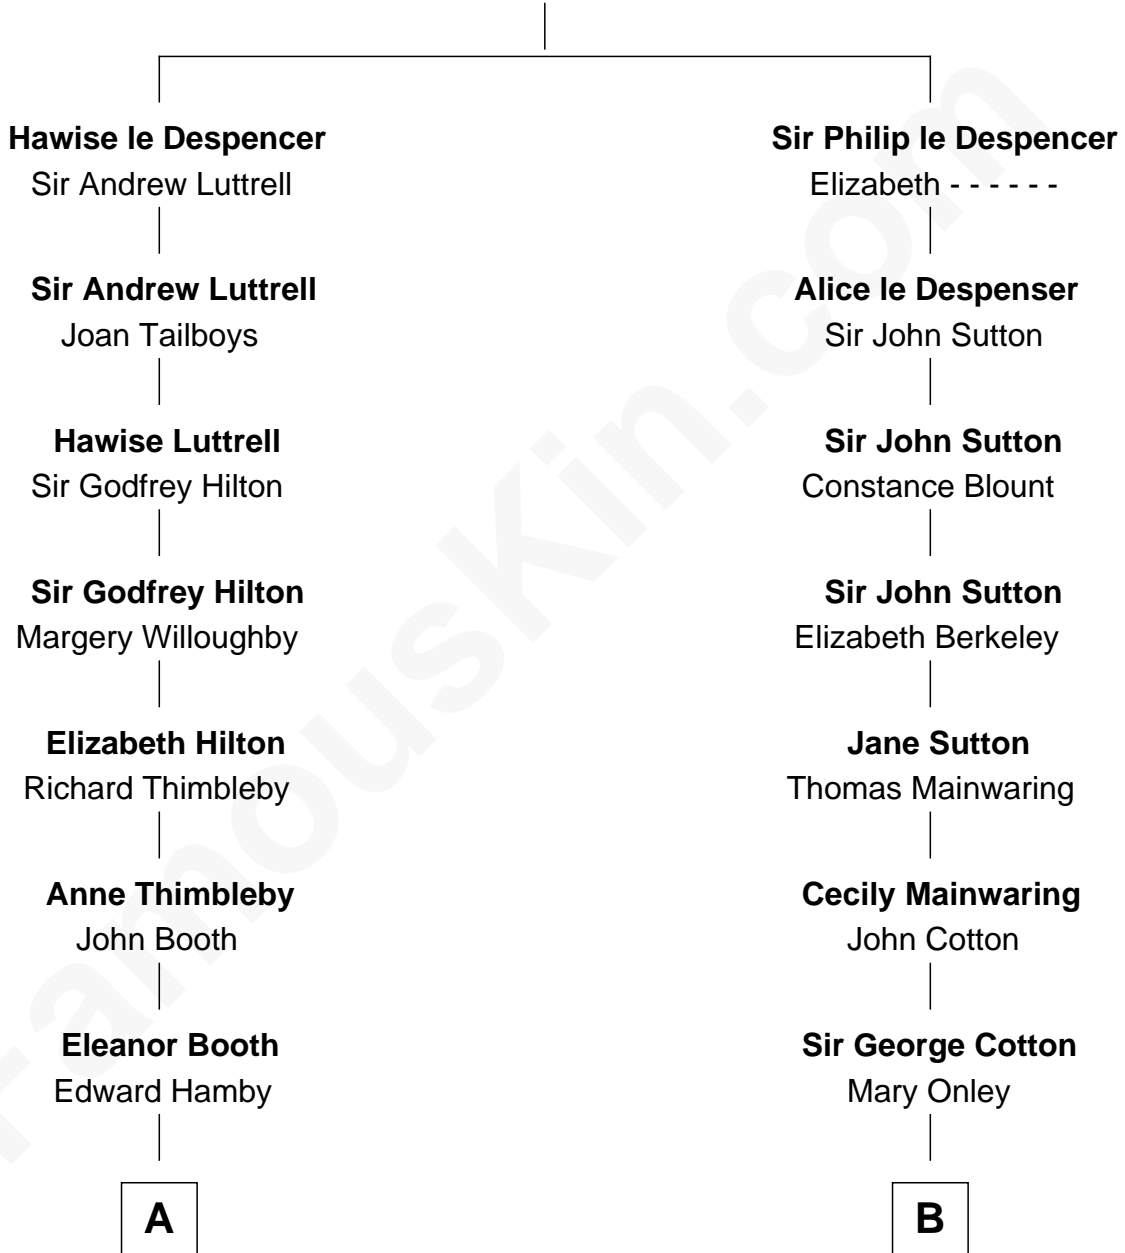 Hawise le Despencer
Sir Andrew Luttrell
Sir Andrew Luttrell
Joan Tailboys
Hawise Luttrell
Sir Godfrey Hilton
Sir Godfrey Hilton
Margery Willoughby
Elizabeth Hilton
Richard Thimbleby
Anne Thimbleby
John Booth
Eleanor Booth
Edward Hamby
A
Sir Philip le Despencer
Elizabeth - - - - - -
Alice le Despenser
Sir John Sutton
Sir John Sutton
Constance Blount
Sir John Sutton
Elizabeth Berkeley
Jane Sutton
Thomas Mainwaring
Cecily Mainwaring
John Cotton
Sir George Cotton
Mary Onley
B
FamousKin.com